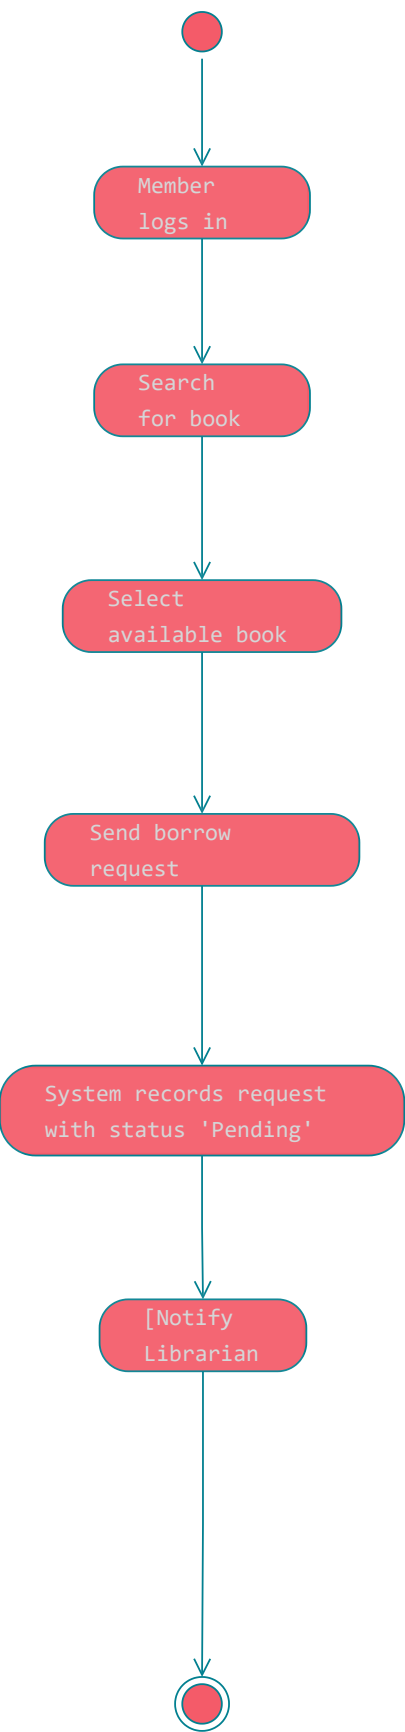 Member
logs in
Search
for book
Select
available book
Send borrow
request
System records request
with status 'Pending'
[Notify
Librarian